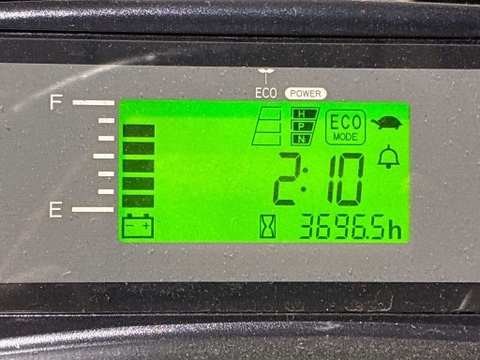 ECO POWER
F
H
P
N
ECO
MODE
2:10
E
- +
3696.5h